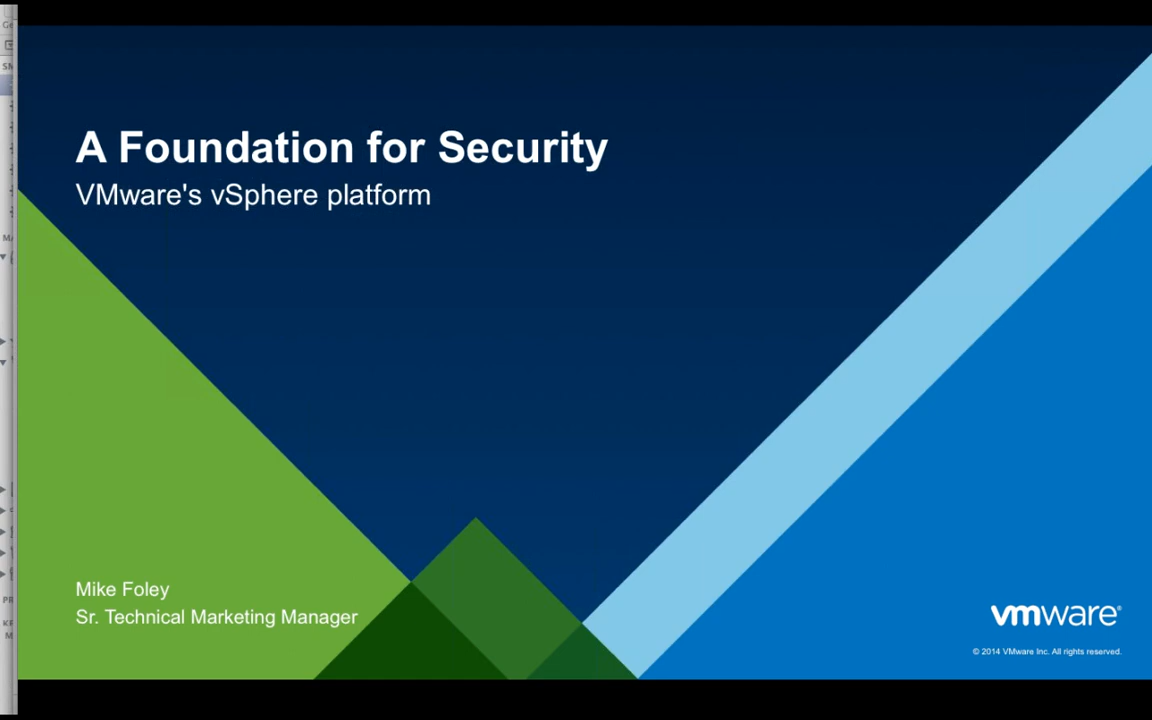 A Foundation for Security
VMware's vSphere platform
Mike Foley
Sr. Technical Marketing Manager
vmware®
© 2014 VMware Inc. All rights reserved.